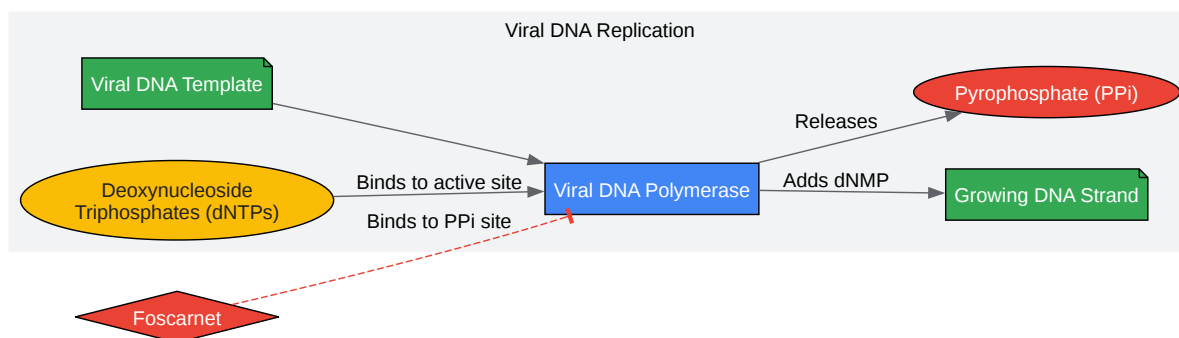 Viral DNA Replication
Viral DNA Template
Pyrophosphate (PPi)
Releases
Deoxynucleoside
Triphosphates (dNTPs)
Binds to active site
Viral DNA Polymerase
Adds dNMP
Growing DNA Strand
Binds to PPi site
Foscarnet